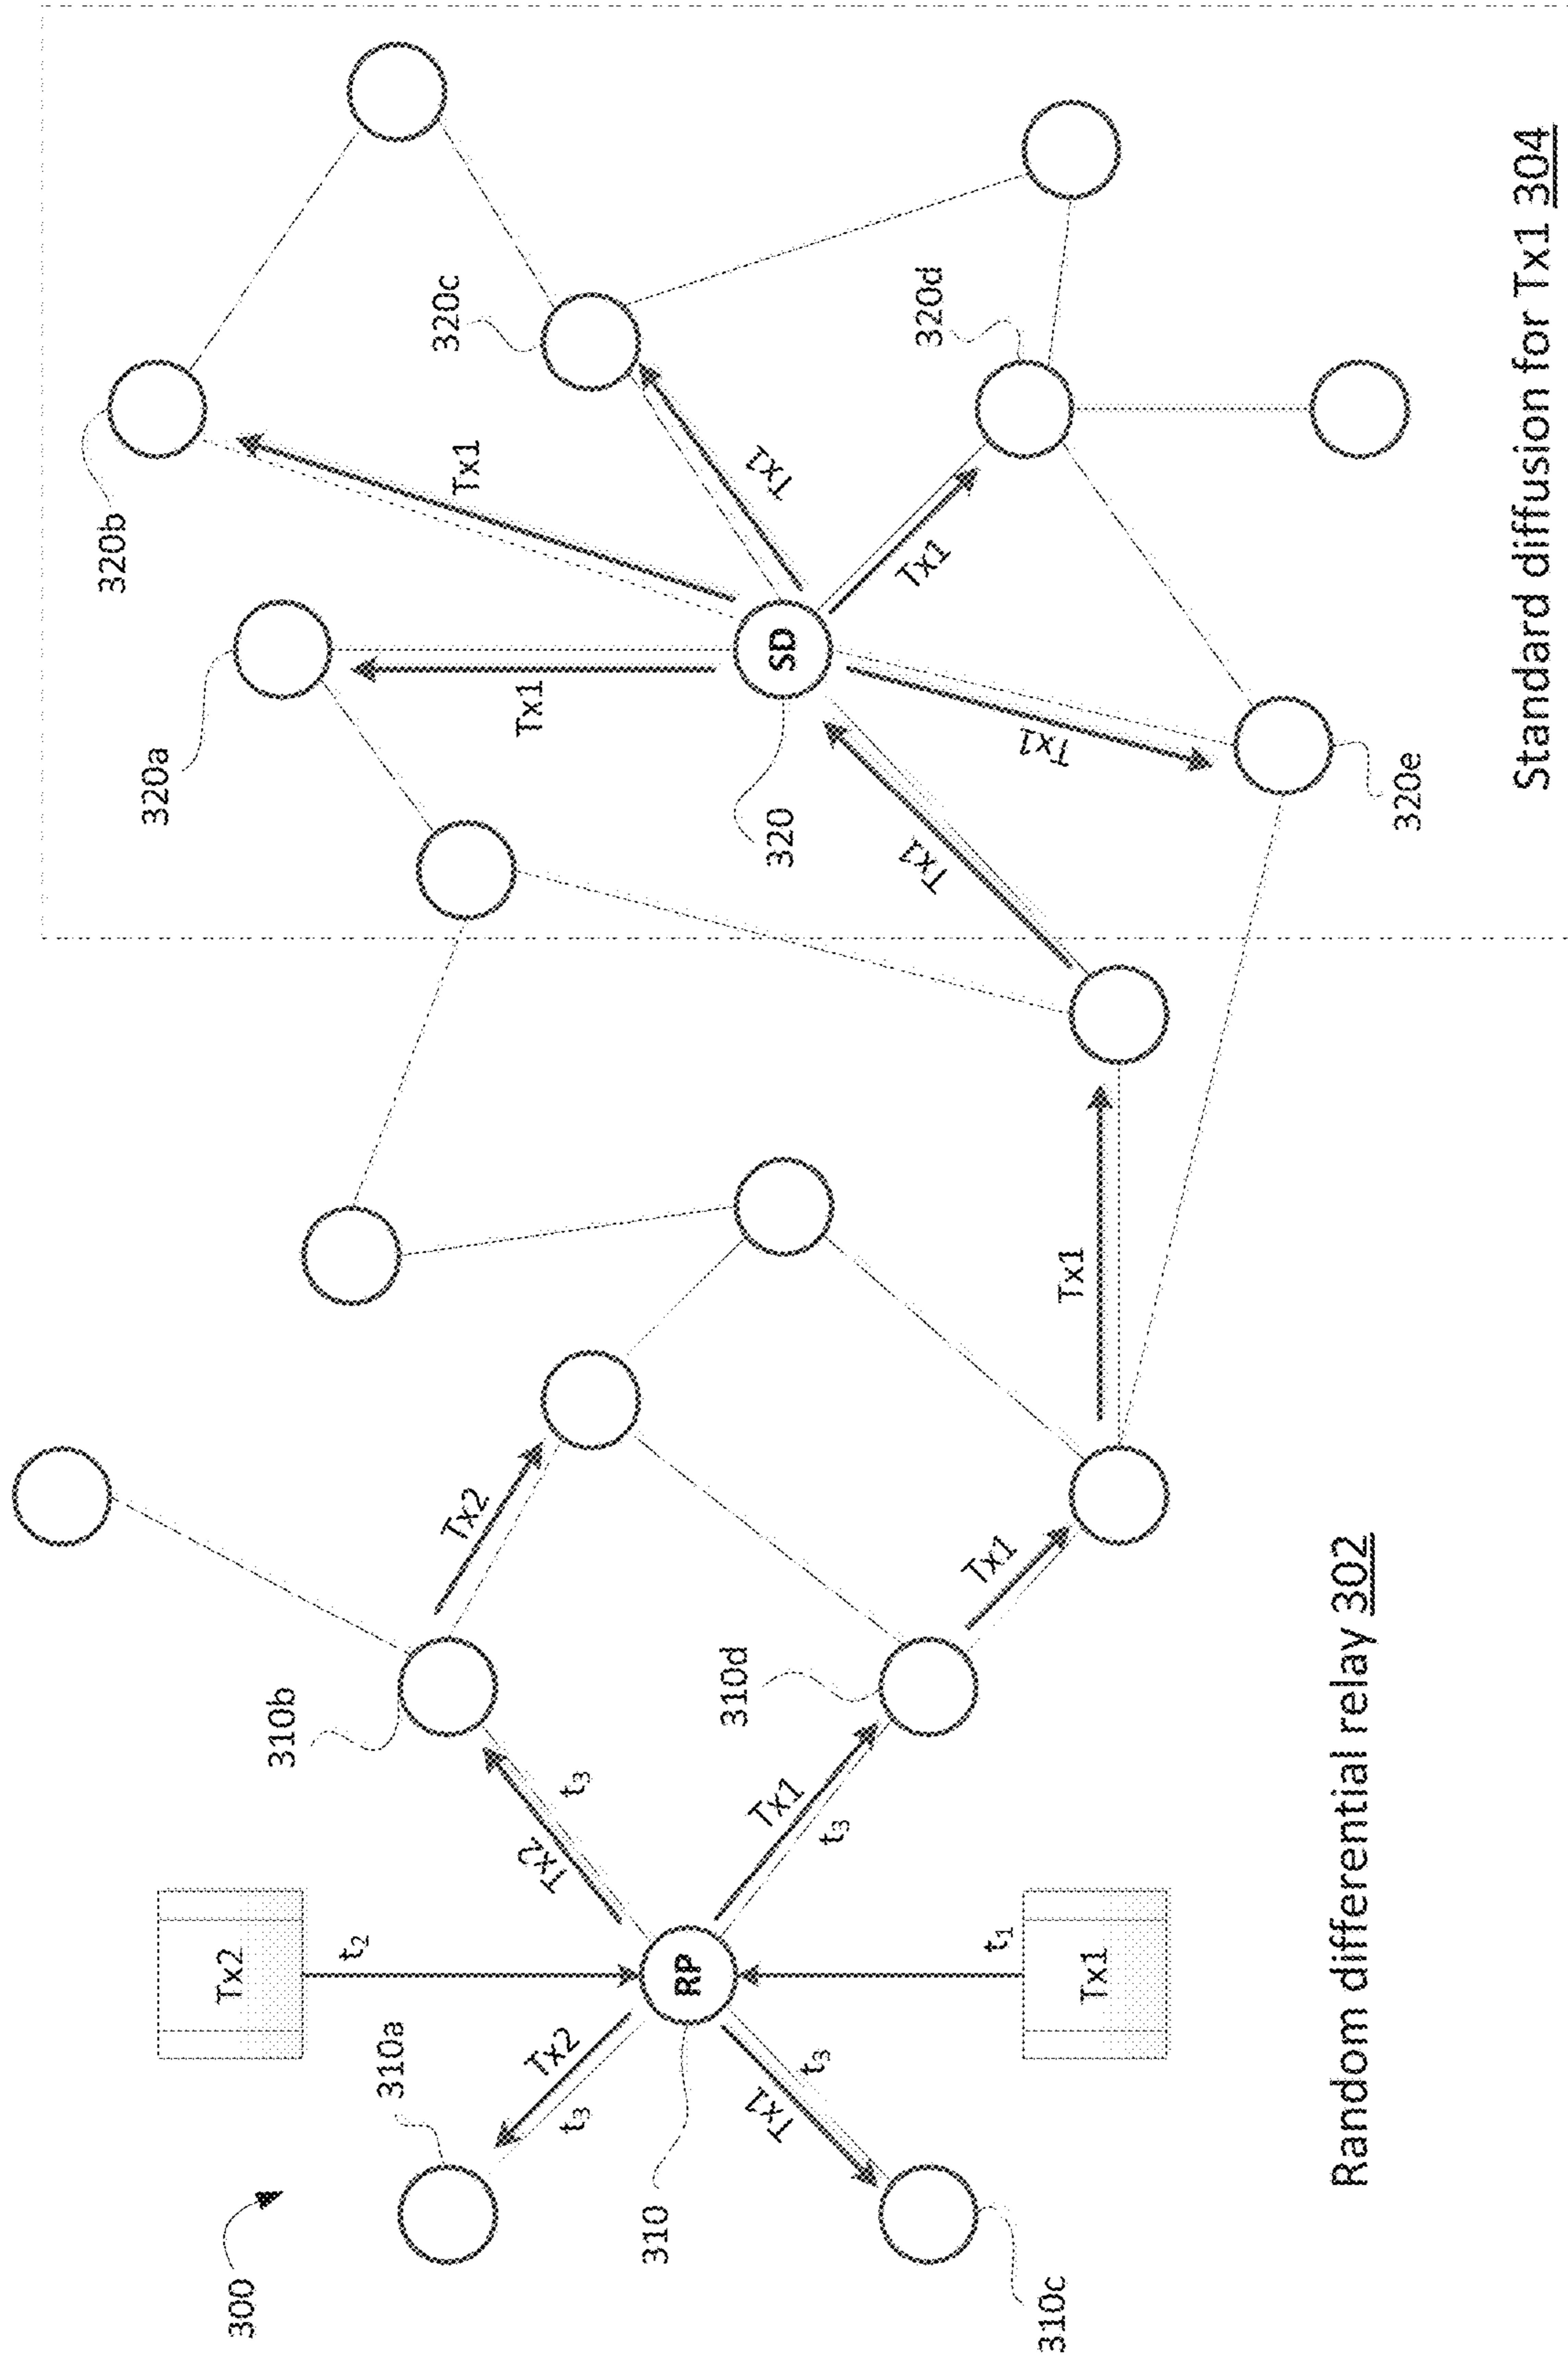 300
310a
Tx2
t₂
310b
Tx2
t₃
Tx2
t₃
Tx2
310
RP
310d
Tx1
t₃
Tx1
t₃
Tx1
310c
t₁
Tx1
Tx1
Tx1
320a
320b
Tx1
Tx1
320c
Tx1
320
SD
320d
Tx1
Tx1
320e
Random differential relay 302
Standard diffusion for Tx1 304